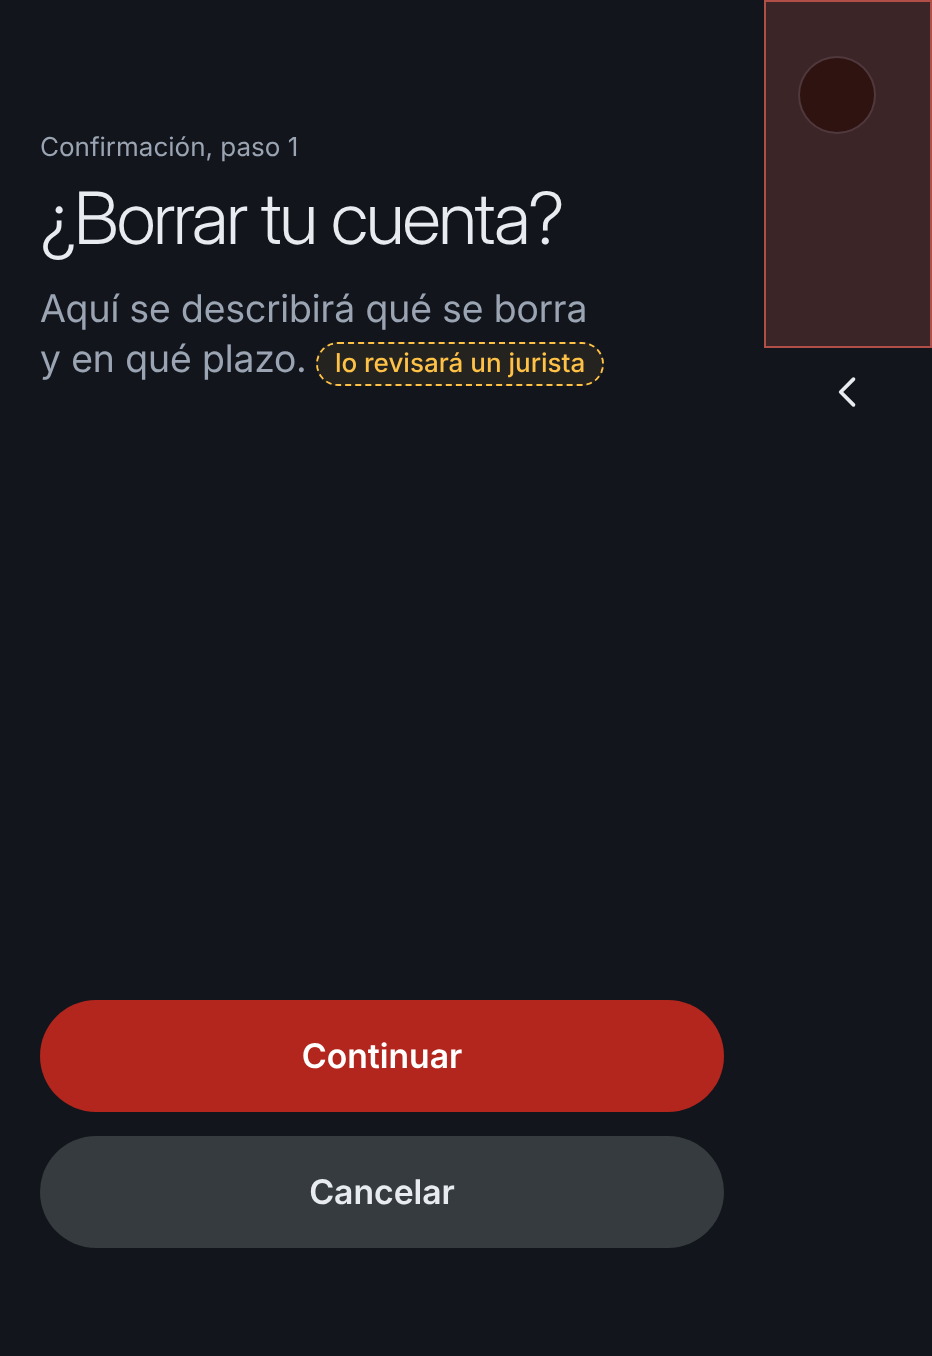 Confirmación, paso 1
¿Borrar tu cuenta?
Aquí se describirá qué se borra
y en qué plazo. lo revisará un jurista
Continuar
Cancelar